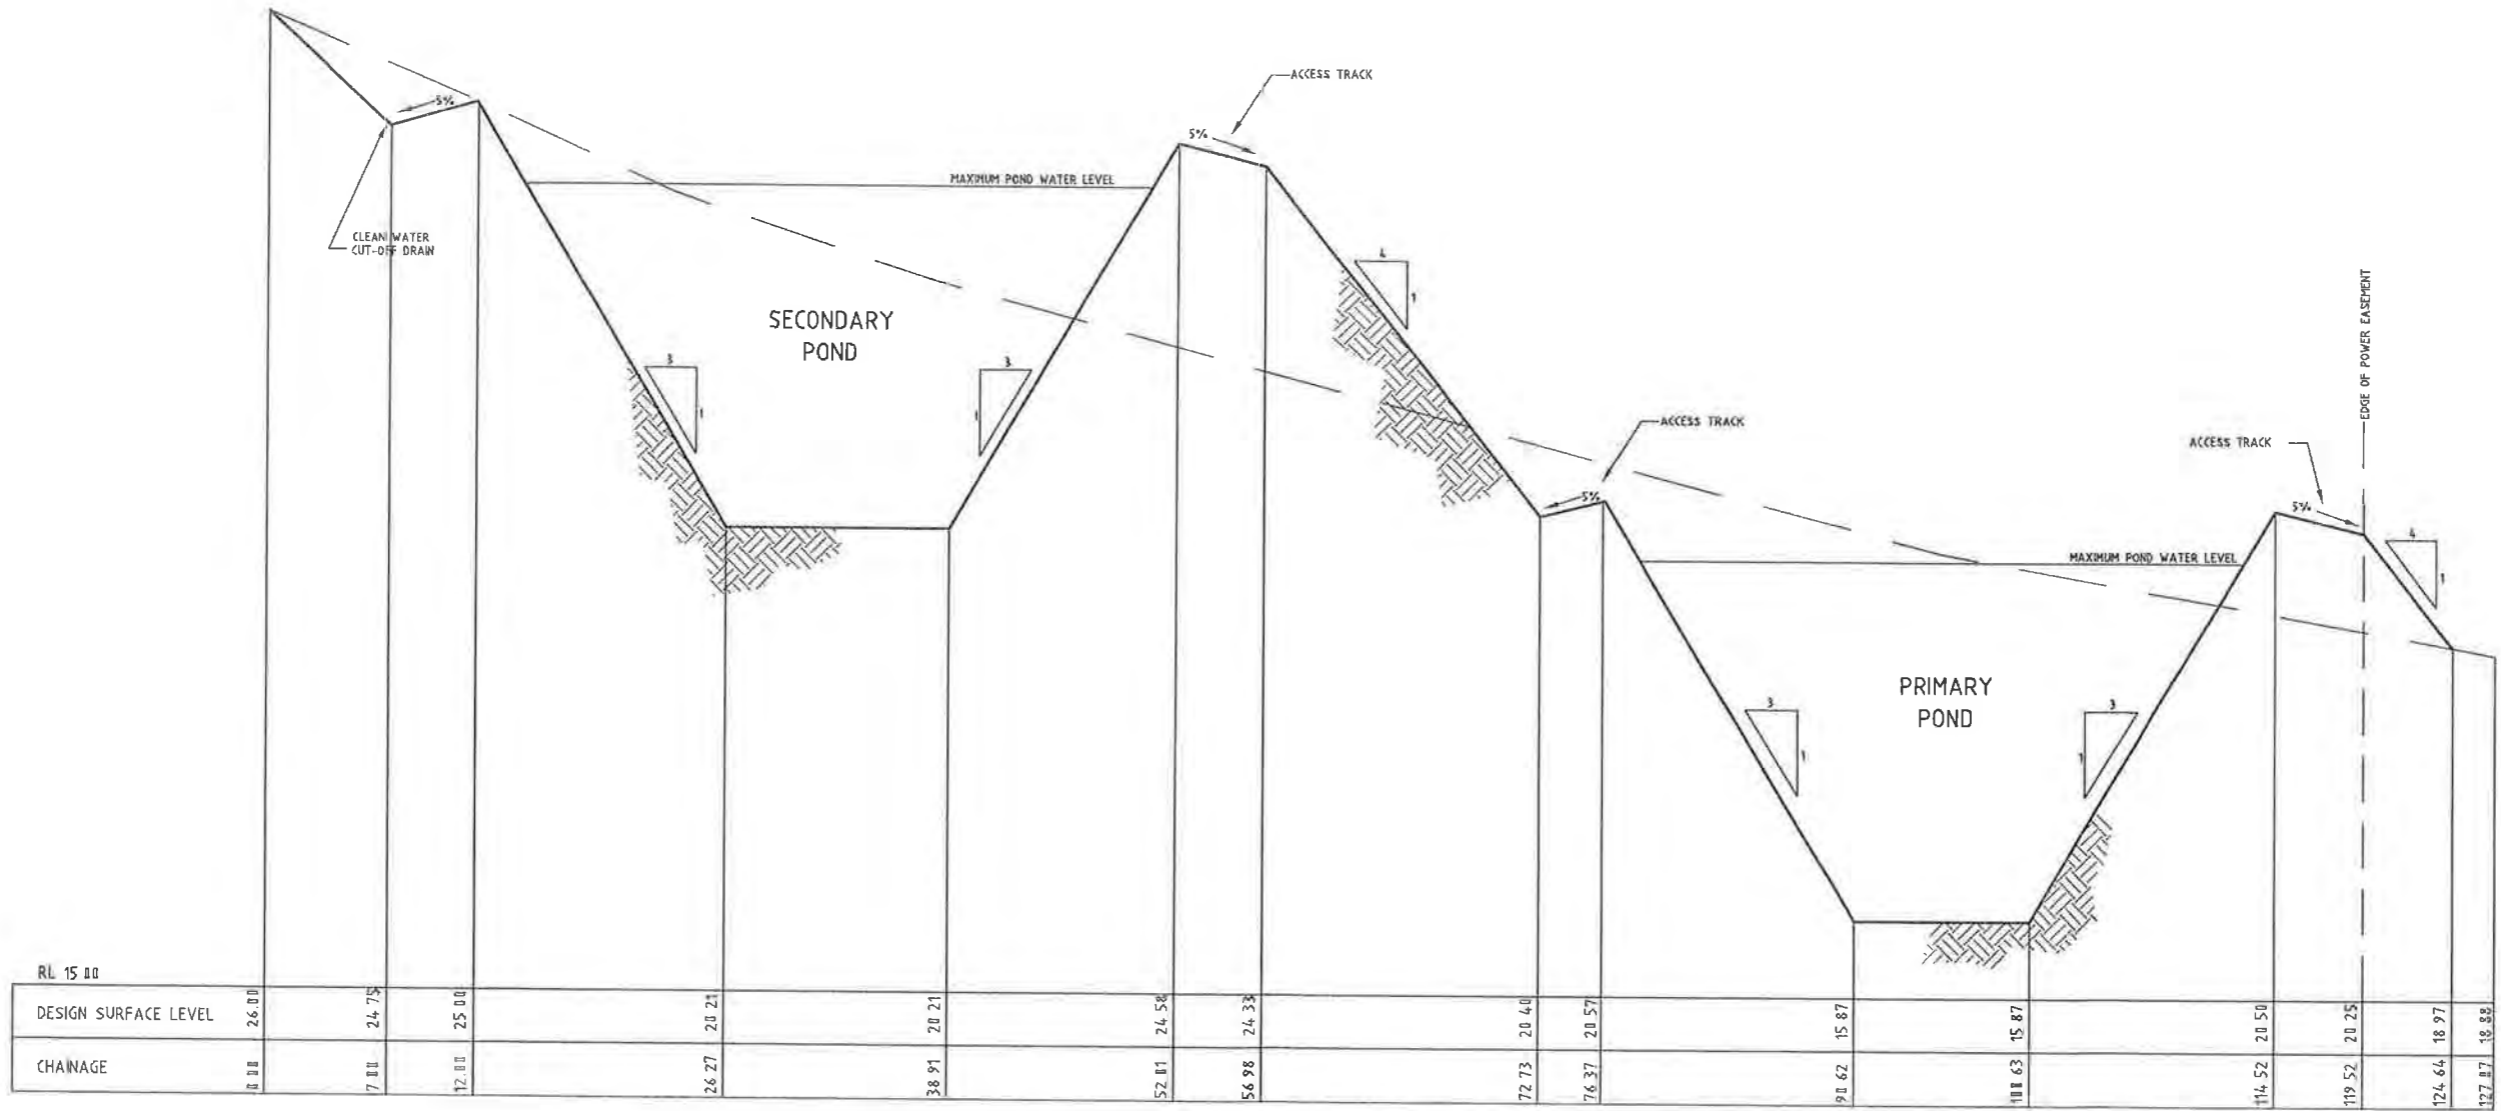 ACCESS TRACK
5%
5%
MAXIMUM POND WATER LEVEL
CLEAN WATER
CUT-OFF DRAIN
4
1
EDGE OF POWER EASEMENT
SECONDARY
POND
3
1
3
1
ACCESS TRACK
ACCESS TRACK
5%
5%
4
1
MAXIMUM POND WATER LEVEL
PRIMARY
POND
3
1
3
1
RL 15 00
DESIGN SURFACE LEVEL 26.00 24 75 25 00 20 21 20 21 24 58 24 33 20 40 20 57 15 87 15 87 20 50 20 25 18 97 18 88
CHAINAGE 0 00 7 00 12.00 26 27 38 91 52 01 56 98 72 73 76 37 90 62 100 63 114 52 119 52 124 64 127 07